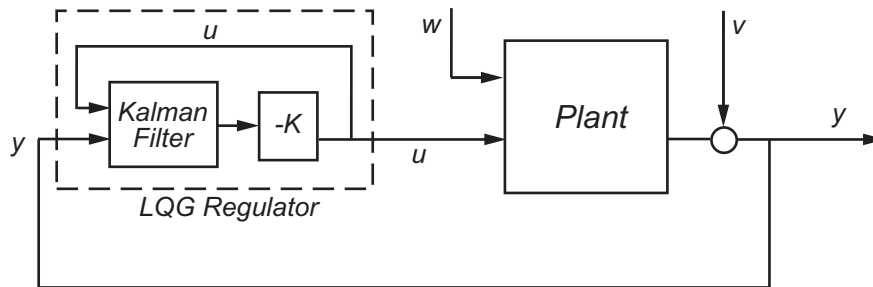 u
w
v
Kalman
Filter
-K
Plant
y
y
u
LQG Regulator